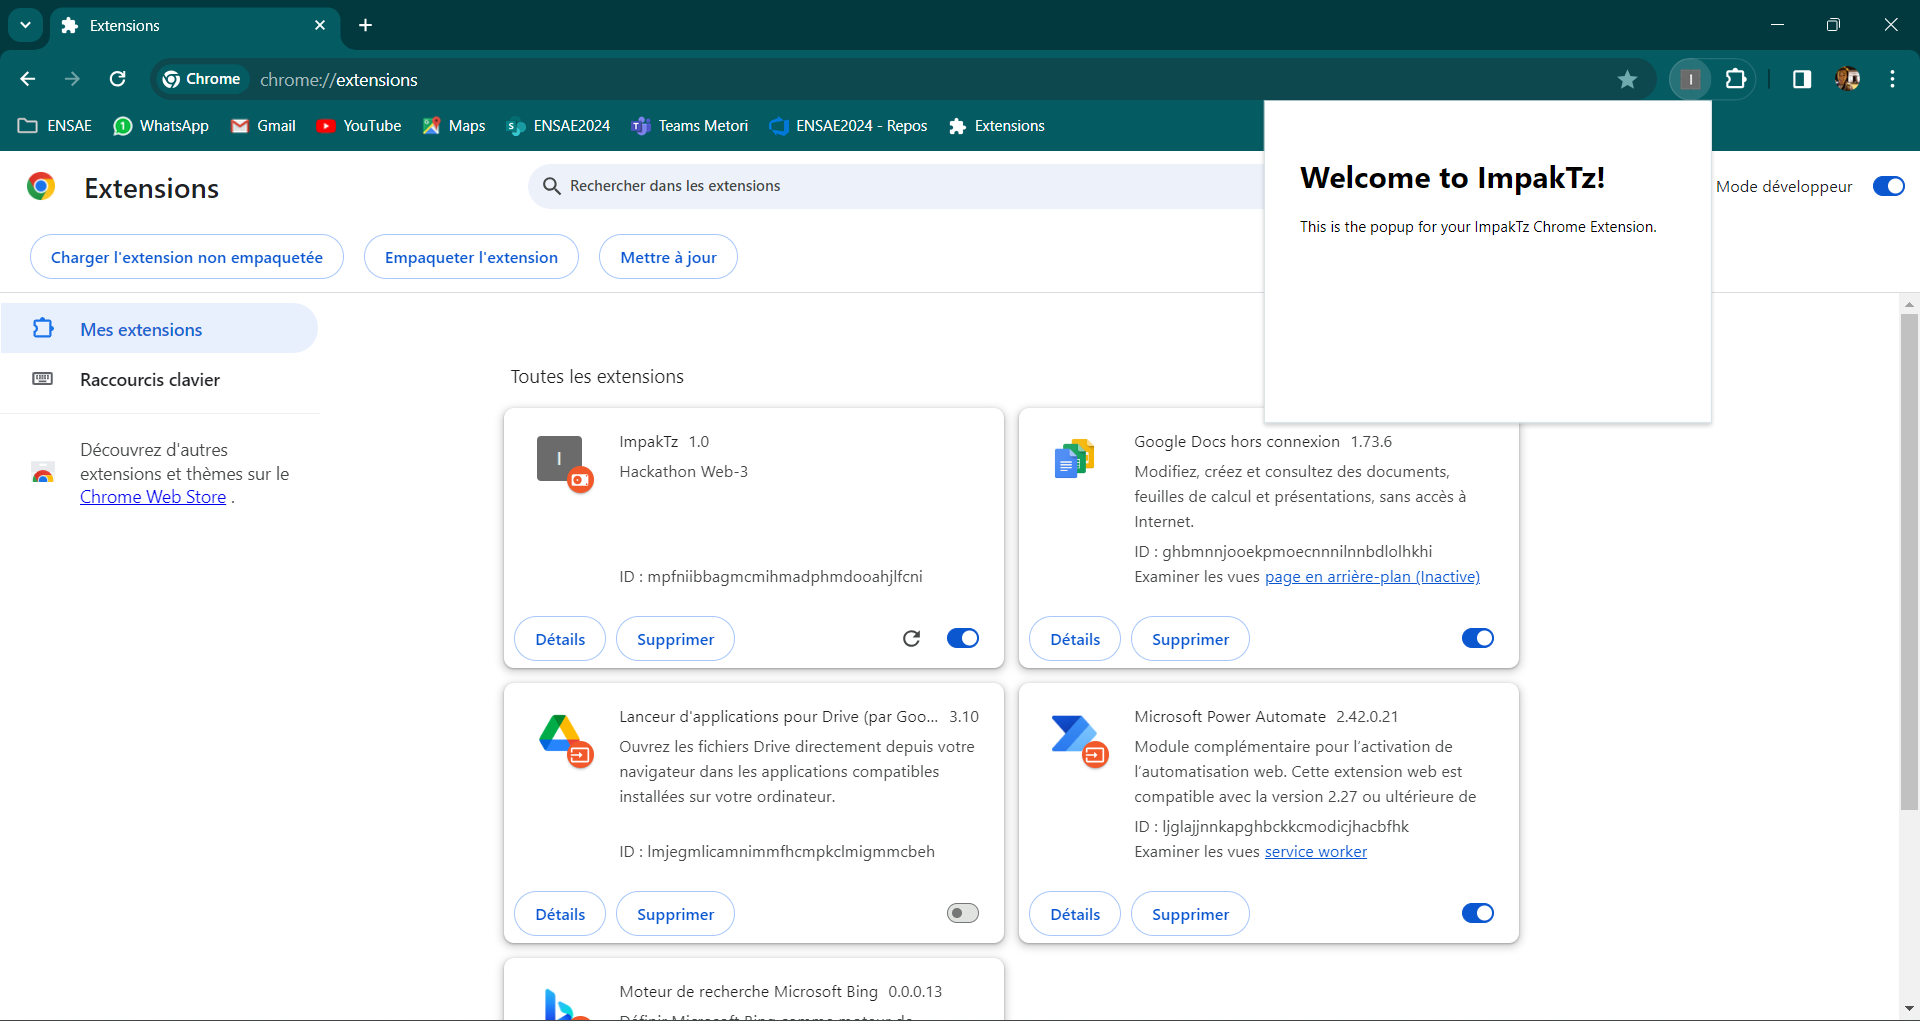 Extensions
Chrome chrome://extensions
I
ENSAE WhatsApp Gmail YouTube Maps ENSAE2024 Teams Metori ENSAE2024 - Repos Extensions
Extensions
Rechercher dans les extensions
Mode développeur
Welcome to ImpakTz!
This is the popup for your ImpakTz Chrome Extension.
Charger l'extension non empaquetée Empaqueter l'extension Mettre à jour
Mes extensions
Raccourcis clavier
Découvrez d'autres
extensions et thèmes sur le
Chrome Web Store .
Toutes les extensions
I
ImpakTz 1.0
Hackathon Web-3
ID : mpfniibbagmcmihmadphmdooahjlfcni
Détails Supprimer
Google Docs hors connexion 1.73.6
Modifiez, créez et consultez des documents,
feuilles de calcul et présentations, sans accès à
Internet.
ID : ghbmnnjooekpmoecnnnilnnbdlolhkhi
Examiner les vues page en arrière-plan (Inactive)
Détails Supprimer
Lanceur d'applications pour Drive (par Goo... 3.10
Ouvrez les fichiers Drive directement depuis votre
navigateur dans les applications compatibles
installées sur votre ordinateur.
ID : lmjegmlicamnimmfhcmpkclmigmmcbeh
Détails Supprimer
Microsoft Power Automate 2.42.0.21
Module complémentaire pour l’activation de
l’automatisation web. Cette extension web est
compatible avec la version 2.27 ou ultérieure de
ID : ljglajjnnkapghbckkcmodicjhacbfhk
Examiner les vues service worker
Détails Supprimer
Moteur de recherche Microsoft Bing 0.0.0.13
Définir Microsoft Bing comme moteur de